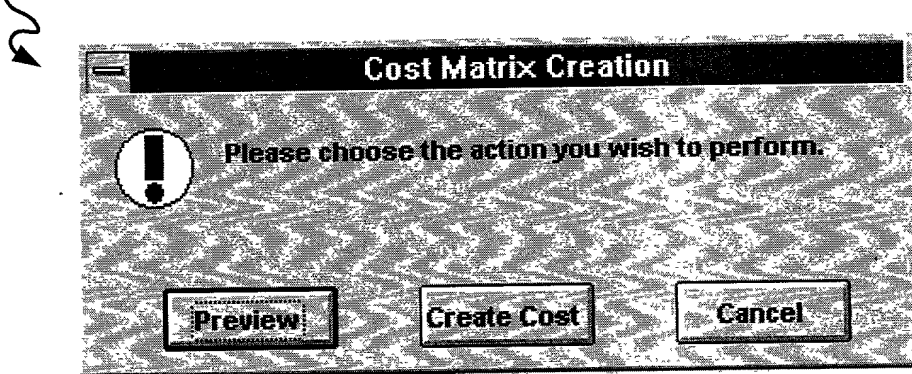 Cost Matrix Creation
Please choose the action you wish to perform.
Preview
Create Cost
Cancel